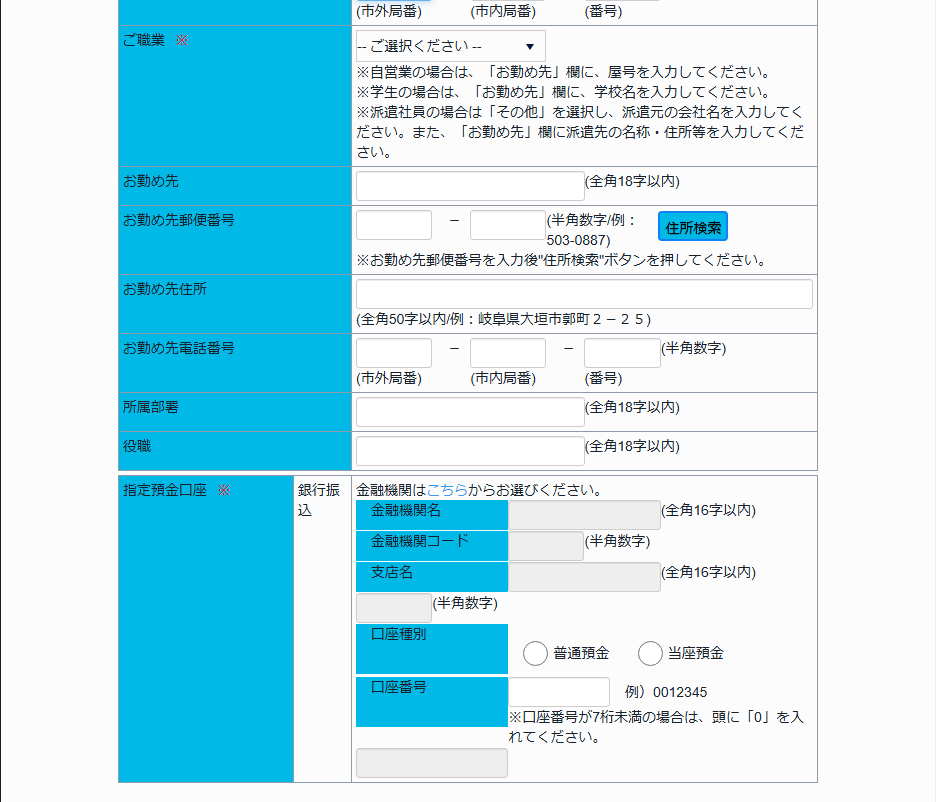 (市外局番) (市内局番) (番号)
ご職業 ※
-- ご選択ください -- ▼
※自営業の場合は、「お勤め先」欄に、屋号を入力してください。
※学生の場合は、「お勤め先」欄に、学校名を入力してください。
※派遣社員の場合は「その他」を選択し、派遣元の会社名を入力してく
ださい。また、「お勤め先」欄に派遣先の名称・住所等を入力してくだ
さい。
お勤め先 (全角18字以内)
お勤め先郵便番号 － (半角数字/例：
503-0887) 住所検索
※お勤め先郵便番号を入力後"住所検索"ボタンを押してください。
お勤め先住所
(全角50字以内/例：岐阜県大垣市郭町２－２５)
お勤め先電話番号 － － (半角数字)
(市外局番) (市内局番) (番号)
所属部署 (全角18字以内)
役職 (全角18字以内)
指定預金口座 ※ 銀行振
込
金融機関はこちらからお選びください。
金融機関名 (全角16字以内)
金融機関コード (半角数字)
支店名 (全角16字以内)
(半角数字)
口座種別 普通預金 当座預金
口座番号 例）0012345
※口座番号が7桁未満の場合は、頭に「0」を入
れてください。